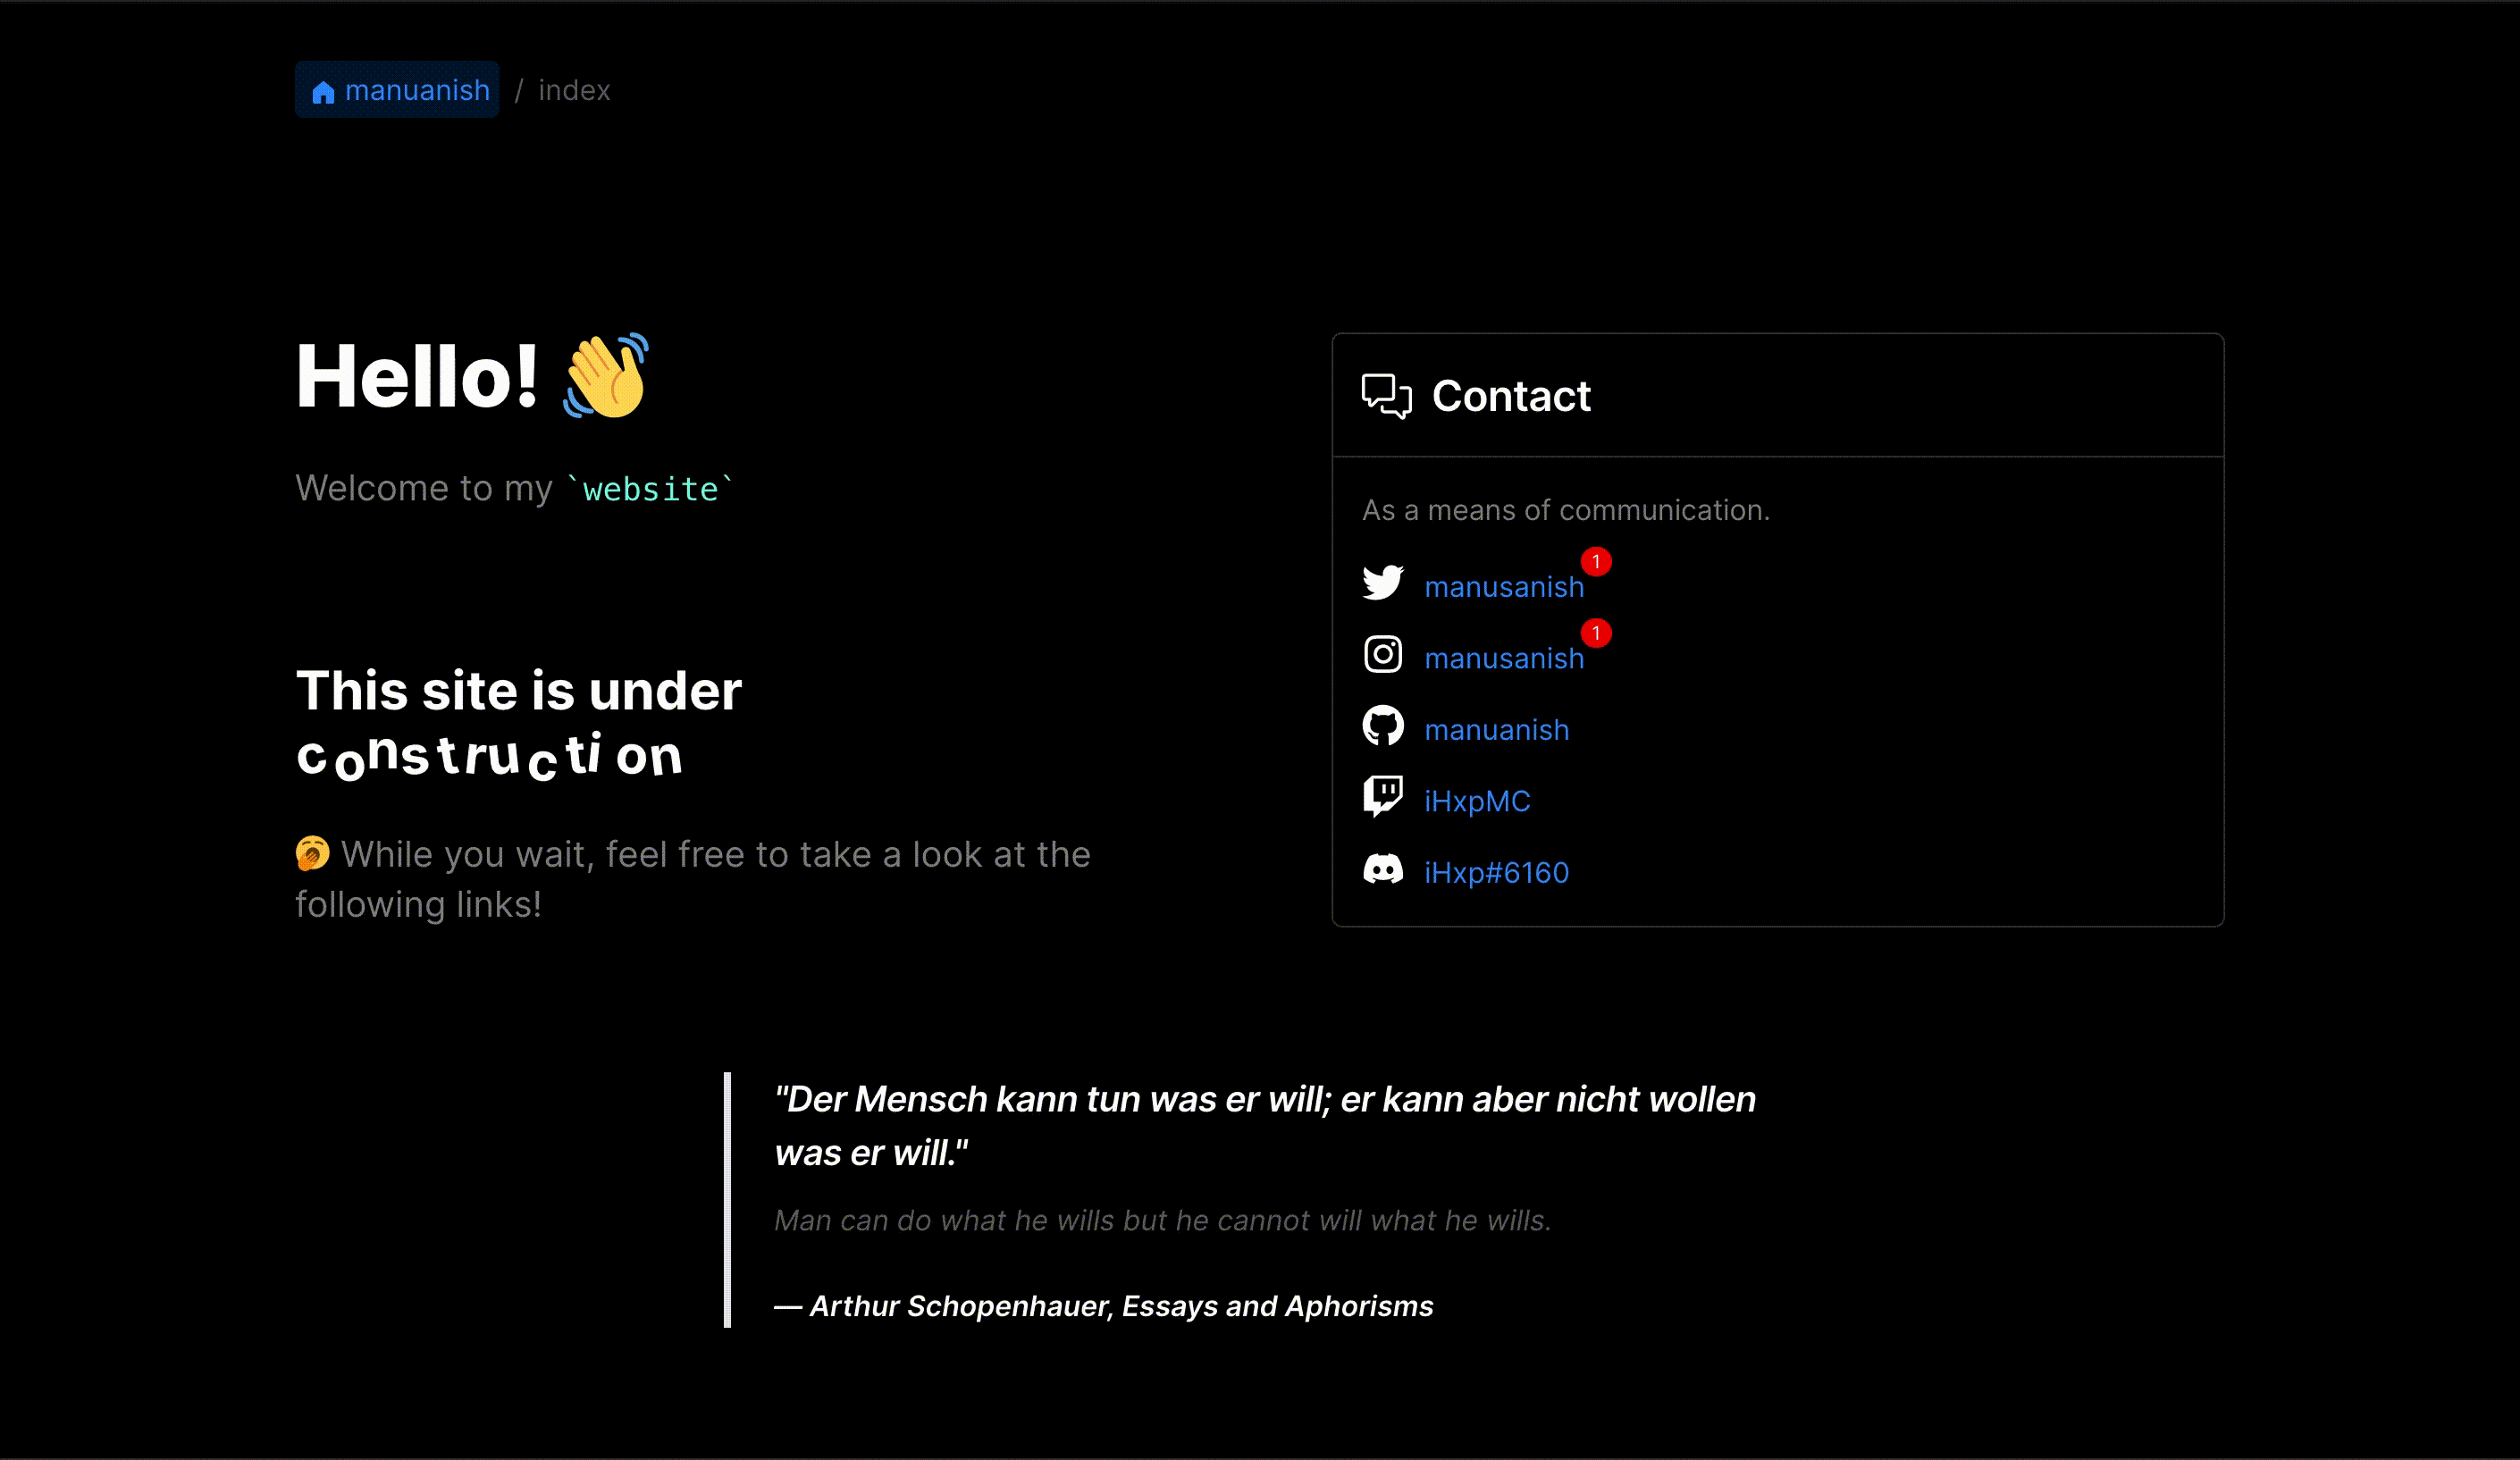 manuanish / index
Hello! 👋
Welcome to my `website`
This site is under
construction
🥱 While you wait, feel free to take a look at the
following links!
Contact
As a means of communication.
manusanish 1
manusanish 1
manuanish
iHxpMC
iHxp#6160
"Der Mensch kann tun was er will; er kann aber nicht wollen
was er will."
Man can do what he wills but he cannot will what he wills.
— Arthur Schopenhauer, Essays and Aphorisms